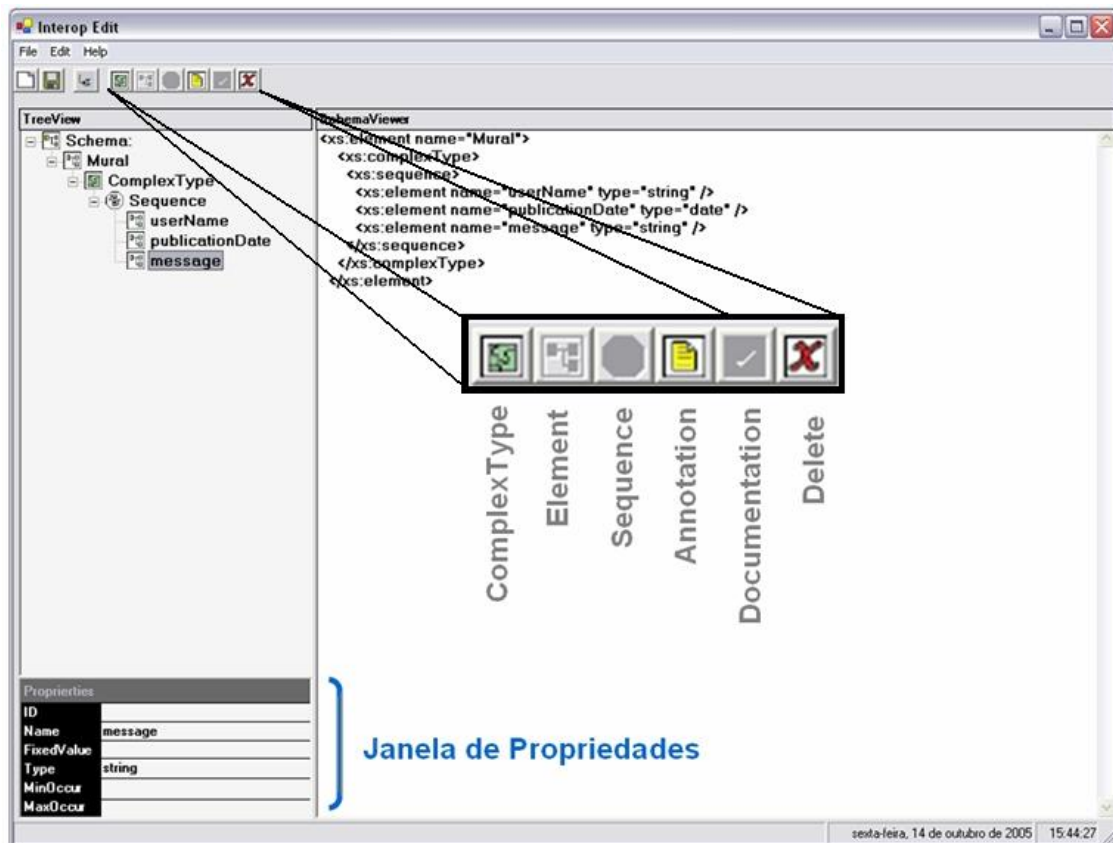 Interop Edit
File Edit Help
TreeView
Schema:
Mural
ComplexType
Sequence
userName
publicationDate
message
SchemaViewer
<xs:element name="Mural">
<xs:complexType>
<xs:sequence>
<xs:element name="userName" type="string" />
<xs:element name="publicationDate" type="date" />
<xs:element name="message" type="string" />
</xs:sequence>
</xs:complexType>
</xs:element>
ComplexType
Element
Sequence
Annotation
Documentation
Delete
Proprierties
ID
Name message
FixedValue
Type string
MinOccur
MaxOccur
Janela de Propriedades
sexta-feira, 14 de outubro de 2005 15:44:27